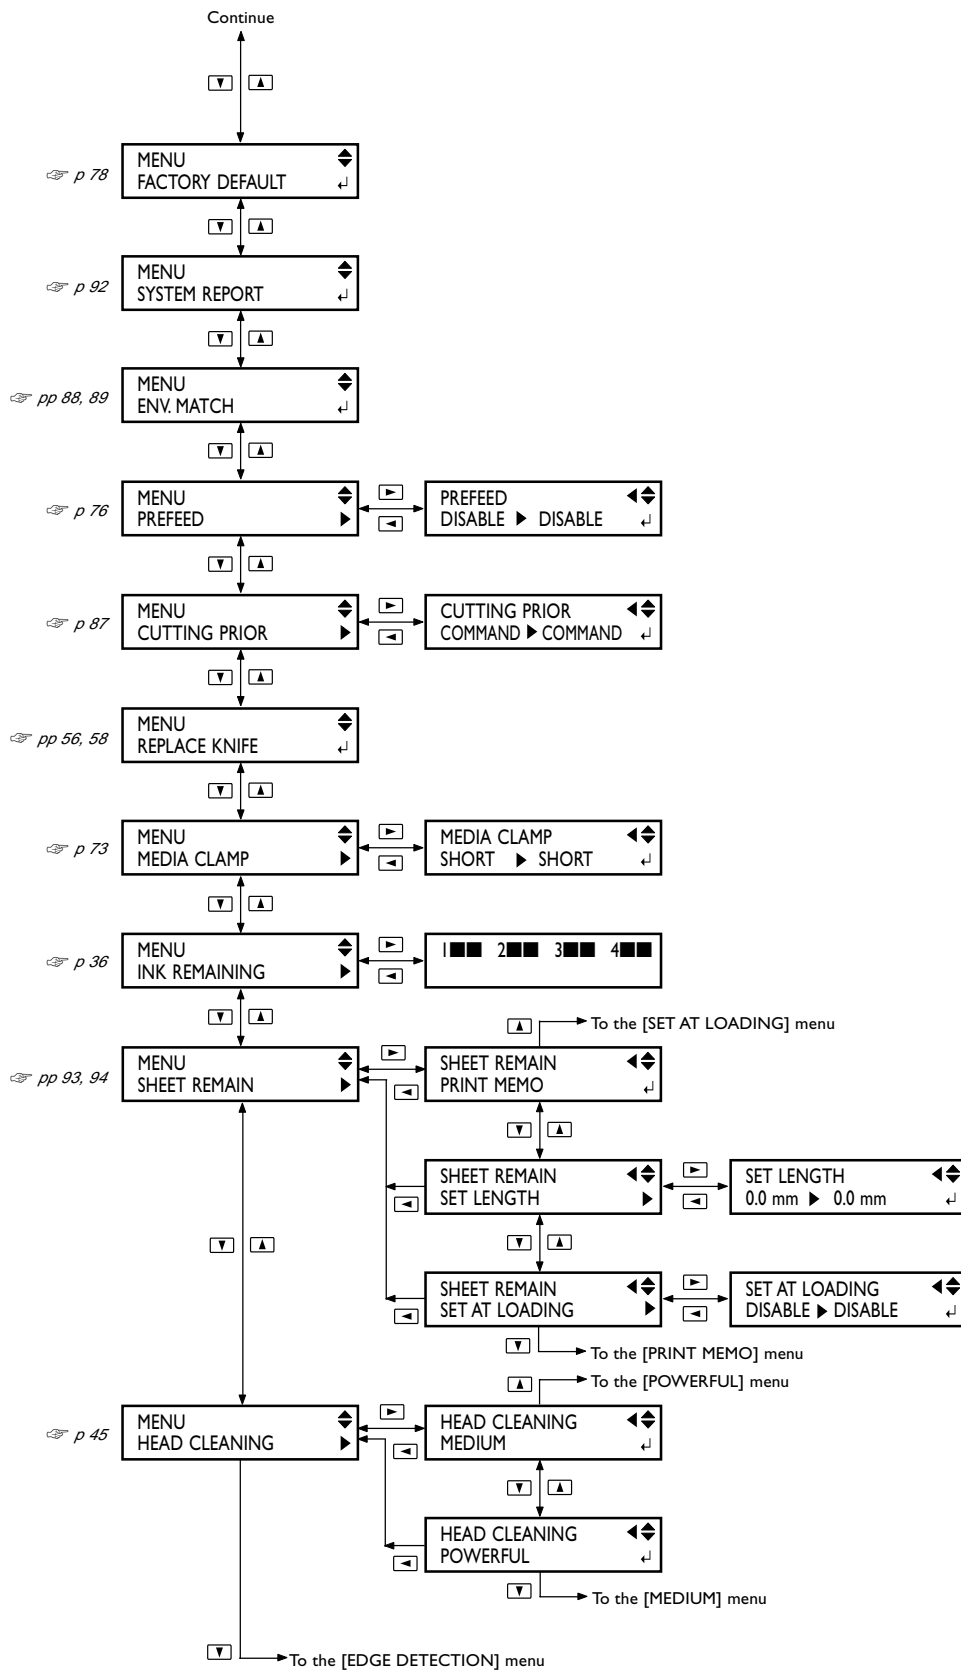 Continue
p 78
MENU
FACTORY DEFAULT
p 92
MENU
SYSTEM REPORT
pp 88, 89
MENU
ENV. MATCH
p 76
MENU
PREFEED
PREFEED
DISABLE ▶ DISABLE
p 87
MENU
CUTTING PRIOR
CUTTING PRIOR
COMMAND ▶ COMMAND
pp 56, 58
MENU
REPLACE KNIFE
p 73
MENU
MEDIA CLAMP
MEDIA CLAMP
SHORT ▶ SHORT
p 36
MENU
INK REMAINING
1■■ 2■■ 3■■ 4■■
To the [SET AT LOADING] menu
pp 93, 94
MENU
SHEET REMAIN
SHEET REMAIN
PRINT MEMO
SHEET REMAIN
SET LENGTH
SET LENGTH
0.0 mm ▶ 0.0 mm
SHEET REMAIN
SET AT LOADING
SET AT LOADING
DISABLE ▶ DISABLE
To the [PRINT MEMO] menu
To the [POWERFUL] menu
p 45
MENU
HEAD CLEANING
HEAD CLEANING
MEDIUM
HEAD CLEANING
POWERFUL
To the [MEDIUM] menu
To the [EDGE DETECTION] menu